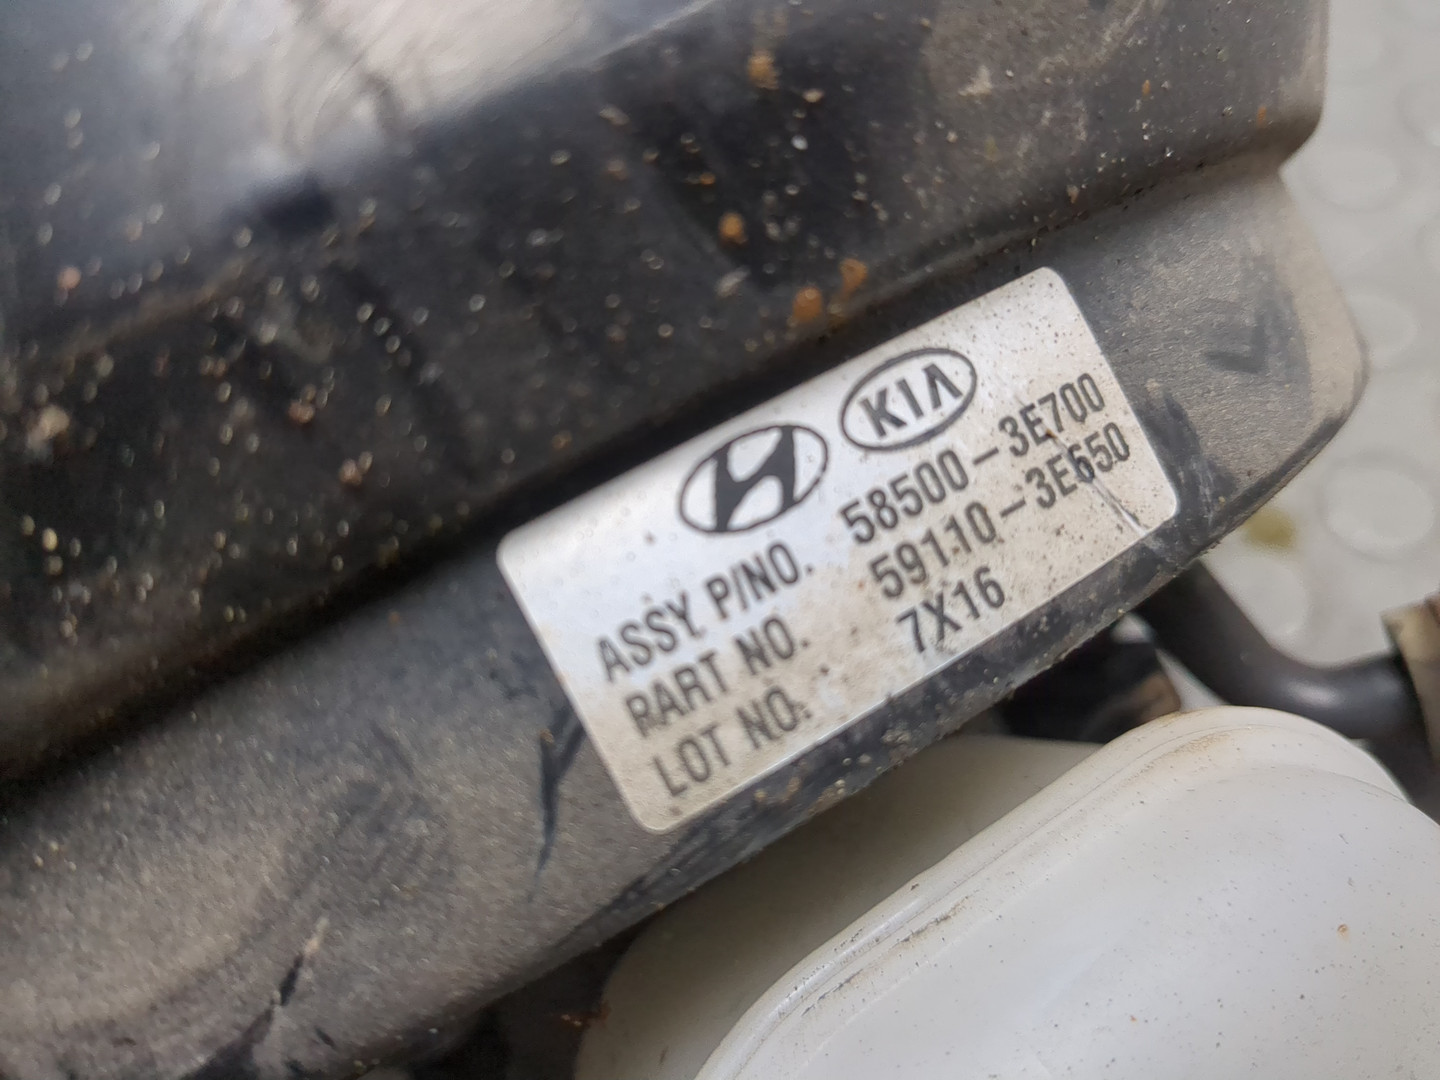 KIA
ASSY. P/NO. 58500-3E700
PART NO. 59110-3E650
LOT NO. 7X16